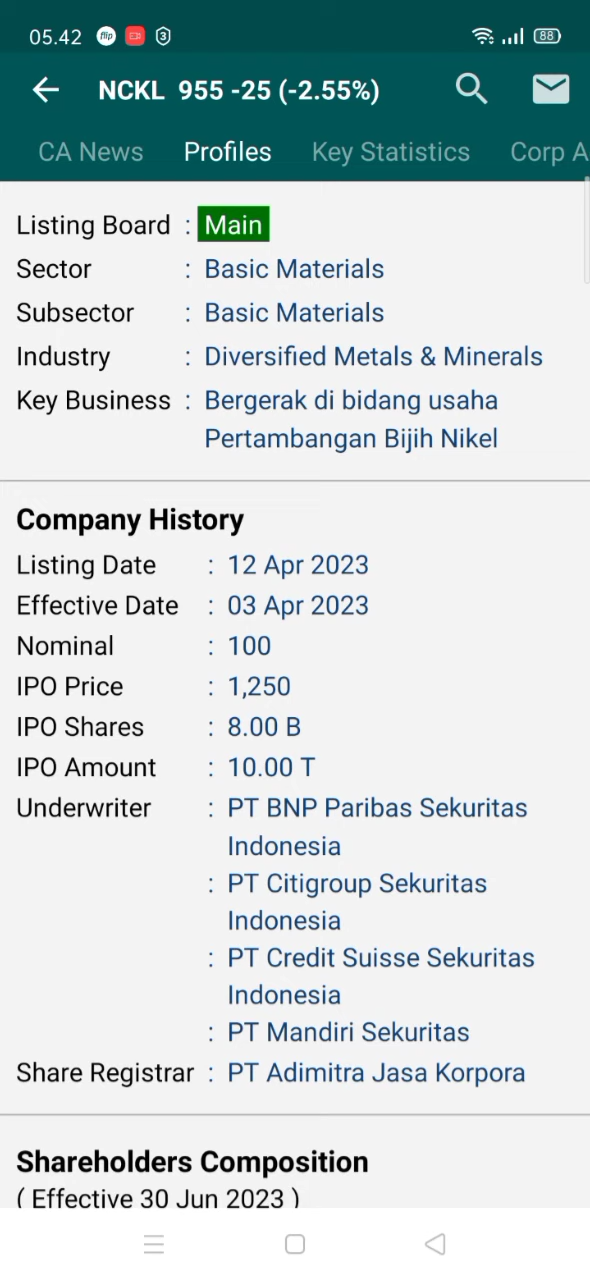 05.42 flip 3 88
NCKL 955 -25 (-2.55%)
CA News Profiles Key Statistics Corp A
Listing Board : Main
Sector : Basic Materials
Subsector : Basic Materials
Industry : Diversified Metals & Minerals
Key Business : Bergerak di bidang usaha
Pertambangan Bijih Nikel
Company History
Listing Date : 12 Apr 2023
Effective Date : 03 Apr 2023
Nominal : 100
IPO Price : 1,250
IPO Shares : 8.00 B
IPO Amount : 10.00 T
Underwriter : PT BNP Paribas Sekuritas
Indonesia
: PT Citigroup Sekuritas
Indonesia
: PT Credit Suisse Sekuritas
Indonesia
: PT Mandiri Sekuritas
Share Registrar : PT Adimitra Jasa Korpora
Shareholders Composition
( Effective 30 Jun 2023 )